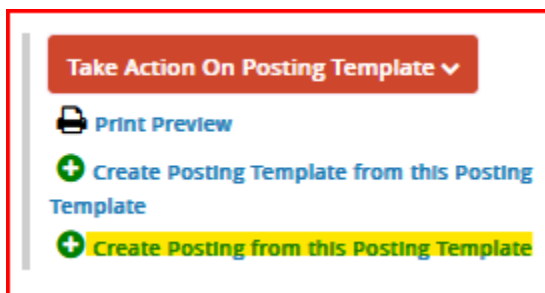 Take Action On Posting Template
Print Preview
Create Posting Template from this Posting
Template
Create Posting from this Posting Template